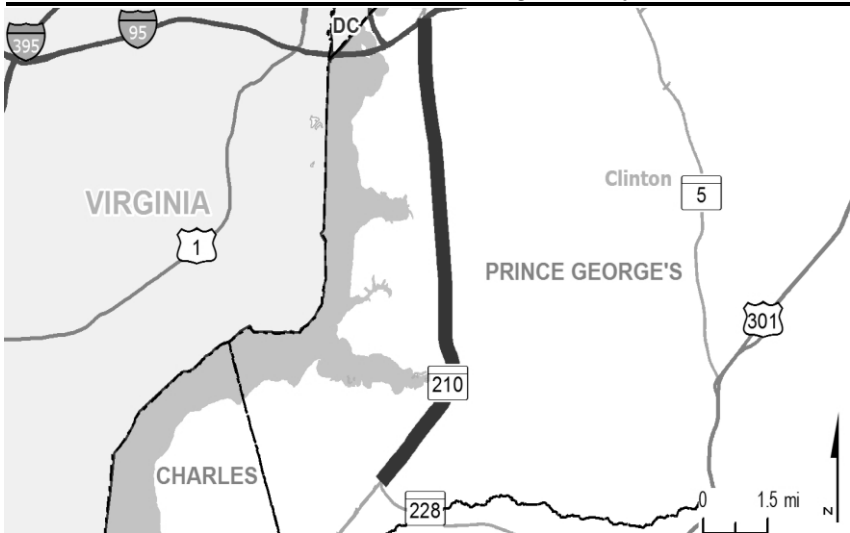 DC
395
95
VIRGINIA
Clinton
5
1
PRINCE GEORGE'S
301
210
CHARLES
228
0 1.5 mi
N